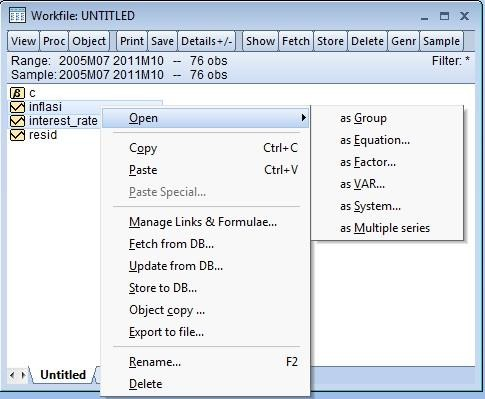 Workfile: UNTITLED
View Proc Object Print Save Details+/- Show Fetch Store Delete Genr Sample
Range: 2005M07 2011M10 -- 76 obs Filter: *
Sample: 2005M07 2011M10 -- 76 obs
β c
inflasi
interest_rate
resid
Open
Copy Ctrl+C
Paste Ctrl+V
Paste Special...
Manage Links & Formulae...
Fetch from DB...
Update from DB...
Store to DB...
Object copy ...
Export to file...
Rename... F2
Delete
as Group
as Equation...
as Factor...
as VAR...
as System...
as Multiple series
Untitled